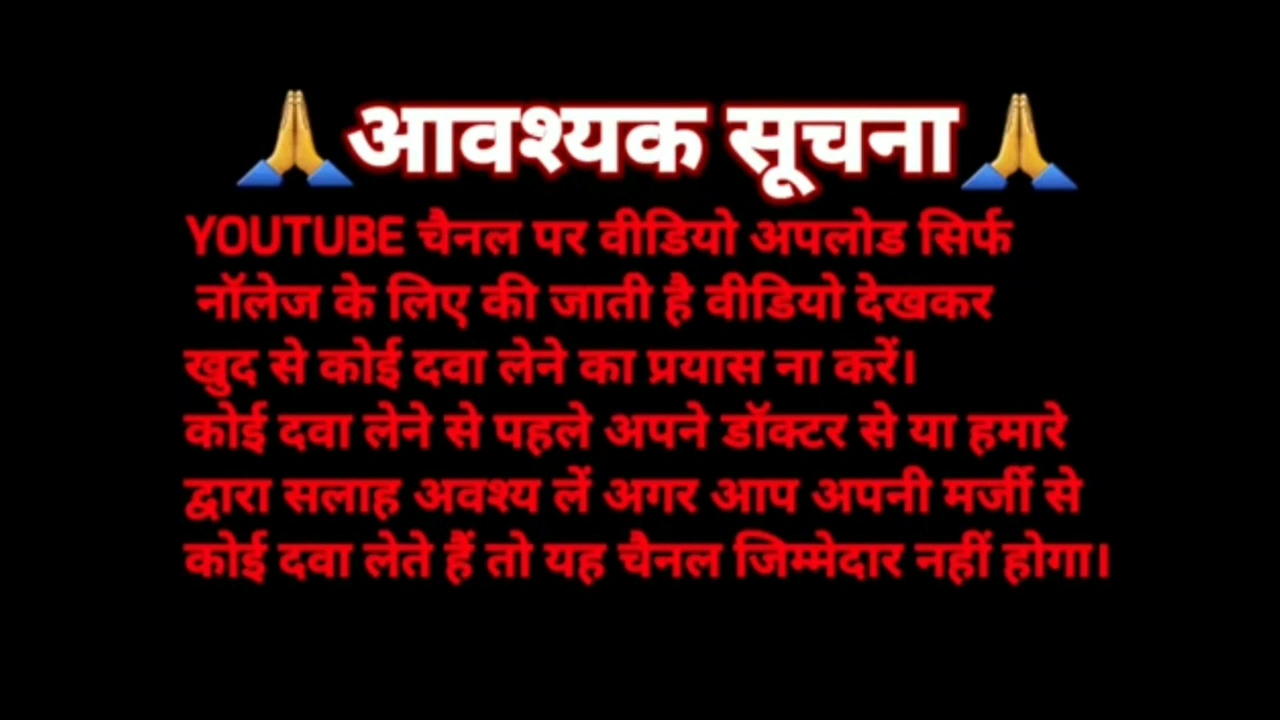 🙏आवश्यक सूचना🙏
YOUTUBE चैनल पर वीडियो अपलोड सिर्फ
नॉलेज के लिए की जाती है वीडियो देखकर
खुद से कोई दवा लेने का प्रयास ना करें।
कोई दवा लेने से पहले अपने डॉक्टर से या हमारे
द्वारा सलाह अवश्य लें अगर आप अपनी मर्जी से
कोई दवा लेते हैं तो यह चैनल जिम्मेदार नहीं होगा।